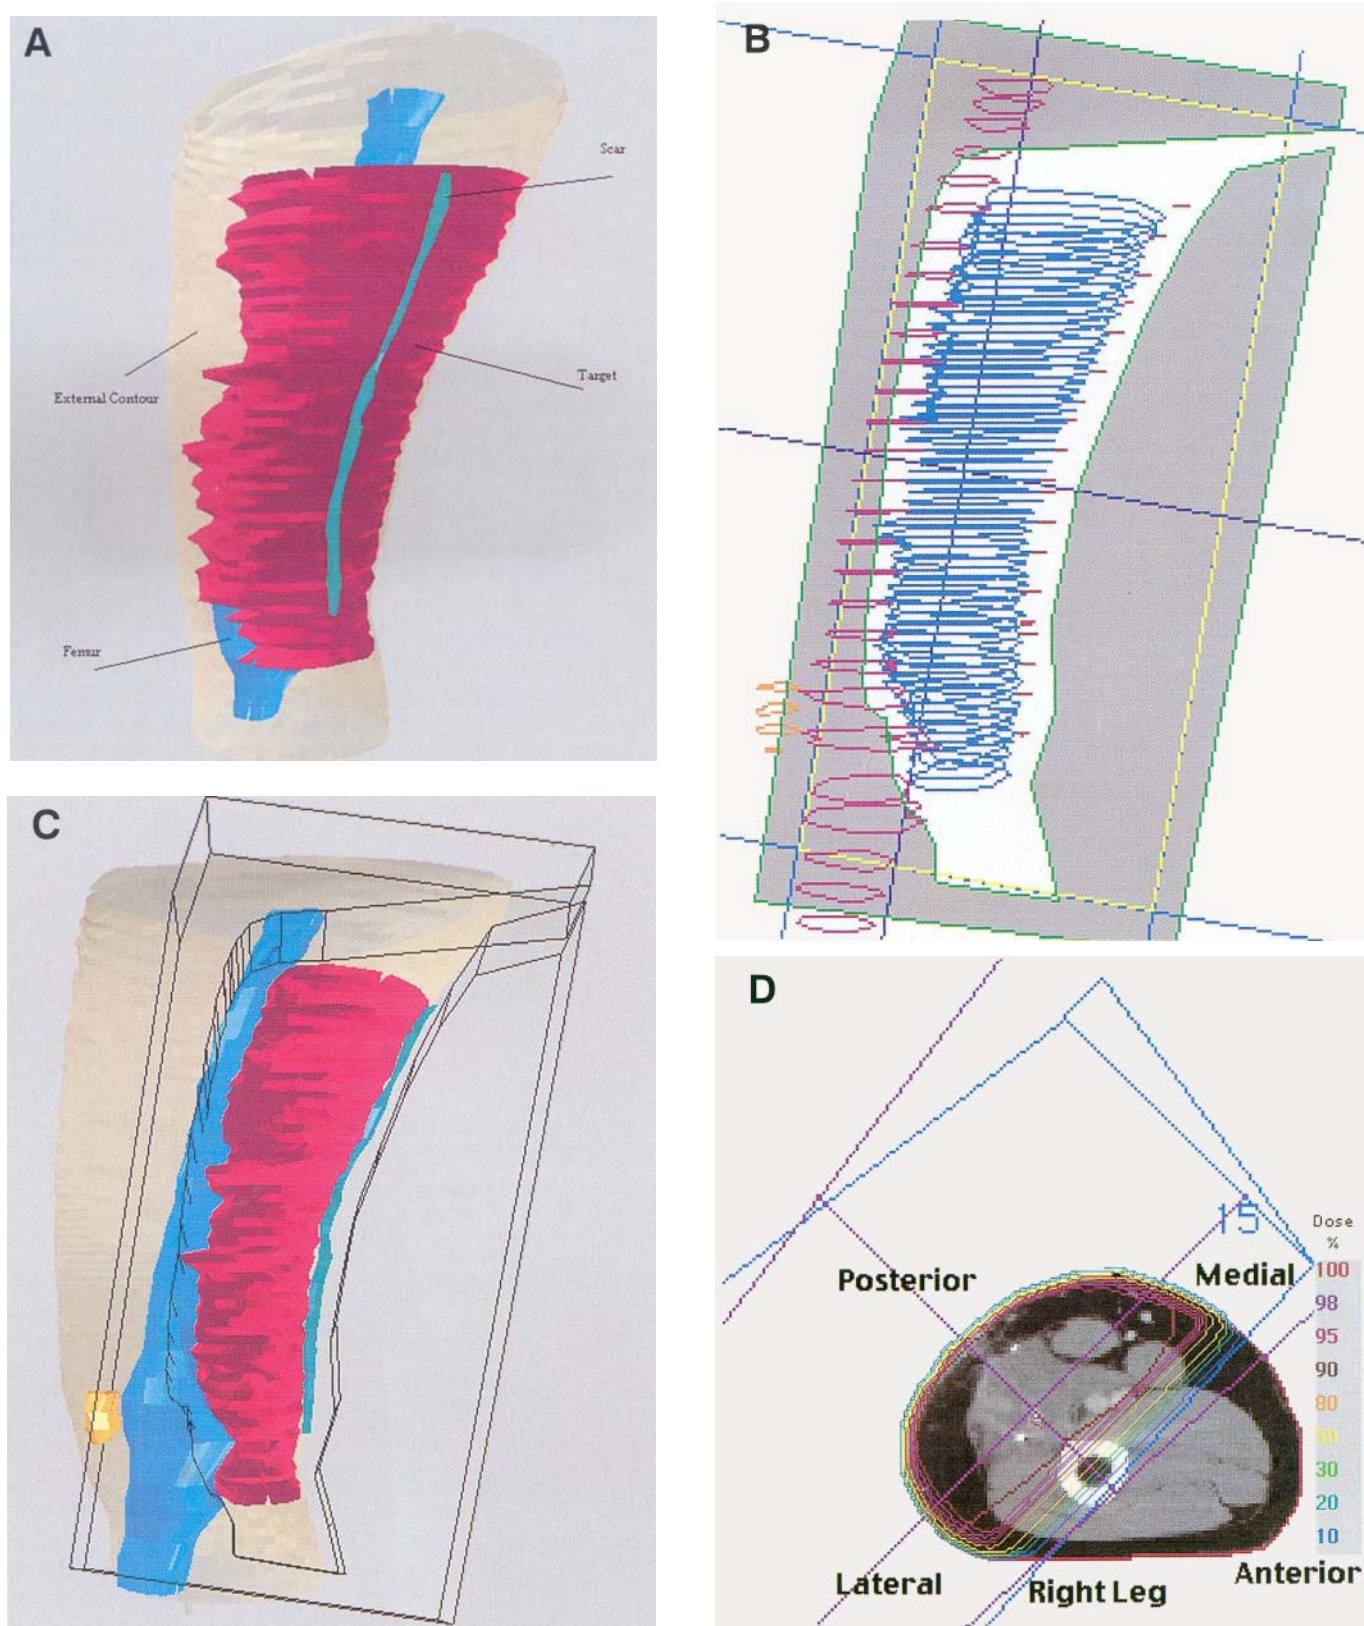 A
Scar
External Contour
Target
Femur
B
C
D
15
Dose
%
Posterior
Medial
100
98
95
90
80
50
30
20
10
Lateral
Right Leg
Anterior